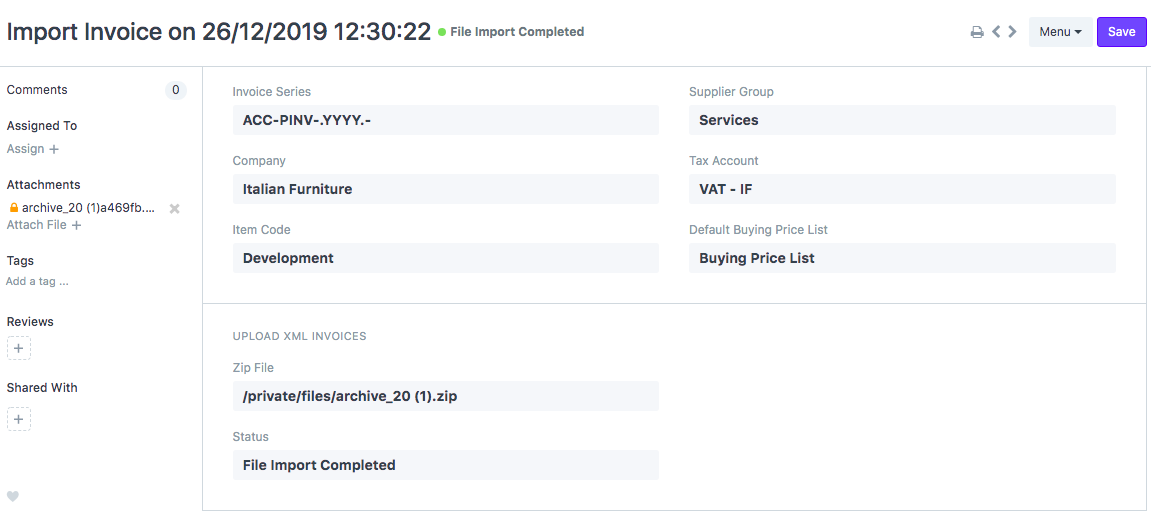 Import Invoice on 26/12/2019 12:30:22 File Import Completed
Menu
Save
Comments 0
Assigned To
Assign +
Attachments
archive_20 (1)a469fb....
Attach File +
Tags
Add a tag ...
Reviews
+
Shared With
+
Invoice Series
ACC-PINV-.YYYY.-
Supplier Group
Services
Company
Italian Furniture
Tax Account
VAT - IF
Item Code
Development
Default Buying Price List
Buying Price List
UPLOAD XML INVOICES
Zip File
/private/files/archive_20 (1).zip
Status
File Import Completed